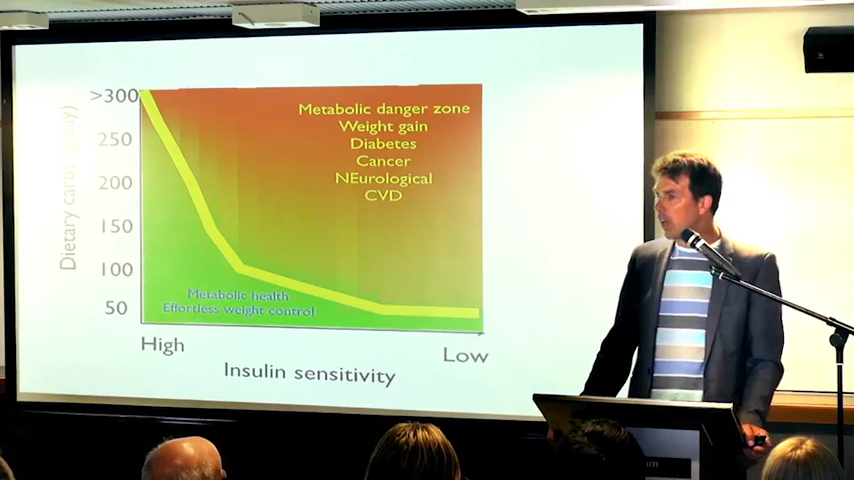 >300
250
200
150
100
50
Dietary carbs (g/day)
Metabolic danger zone
Weight gain
Diabetes
Cancer
NEurological
CVD
Metabolic health
Effortless weight control
High
Low
Insulin sensitivity